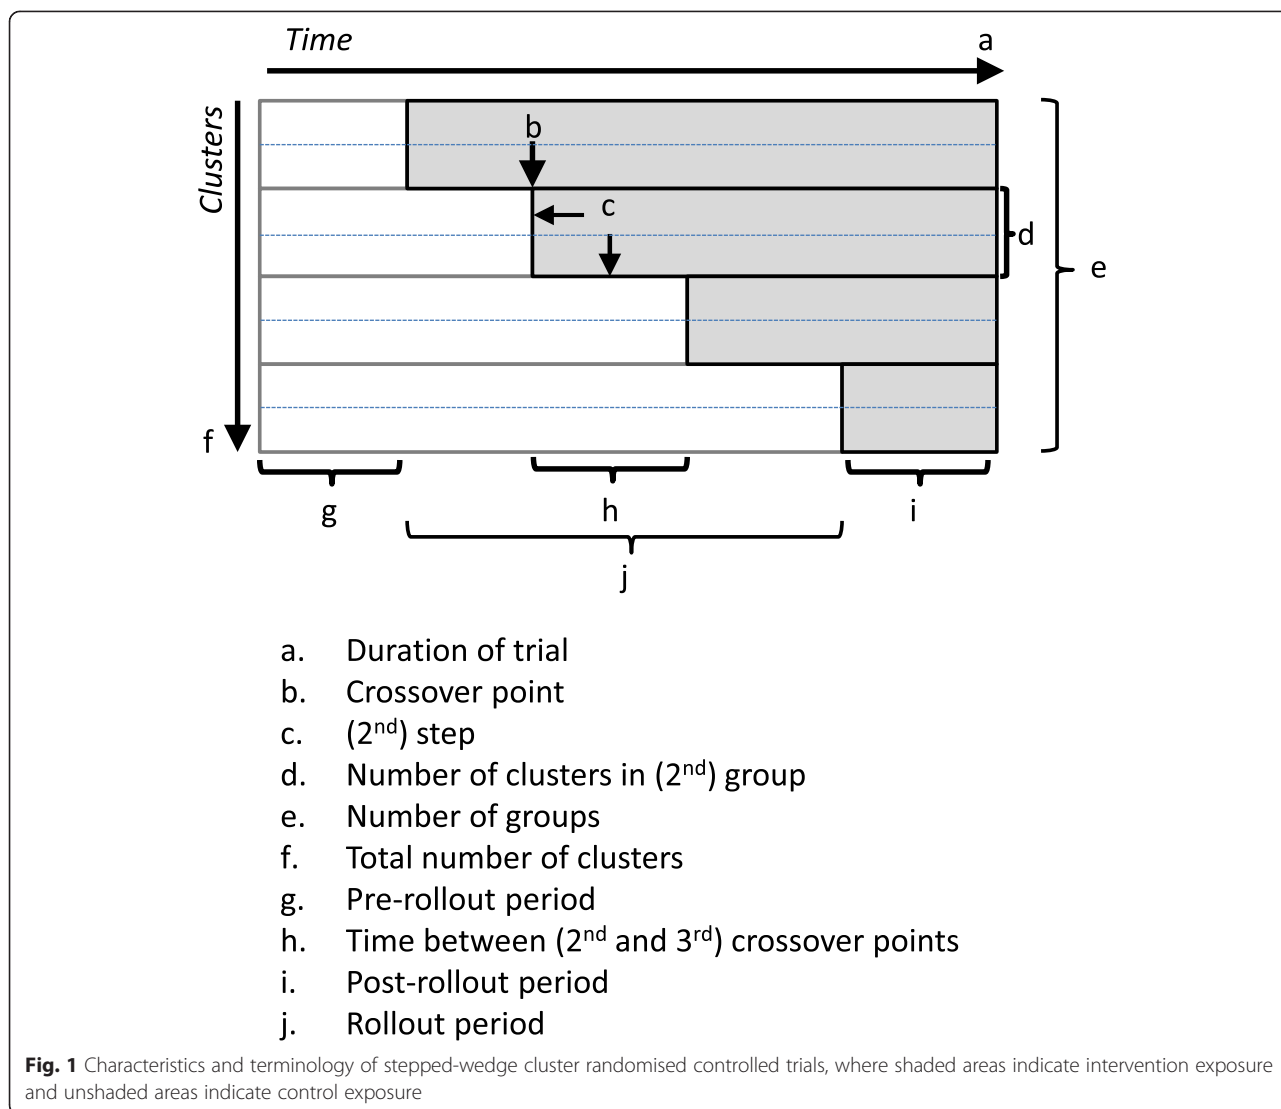 Time
a
Clusters
b
c
d
e
f
g
h
i
j
a. Duration of trial
b. Crossover point
c. (2nd) step
d. Number of clusters in (2nd) group
e. Number of groups
f. Total number of clusters
g. Pre-rollout period
h. Time between (2nd and 3rd) crossover points
i. Post-rollout period
j. Rollout period
Fig. 1 Characteristics and terminology of stepped-wedge cluster randomised controlled trials, where shaded areas indicate intervention exposure
and unshaded areas indicate control exposure